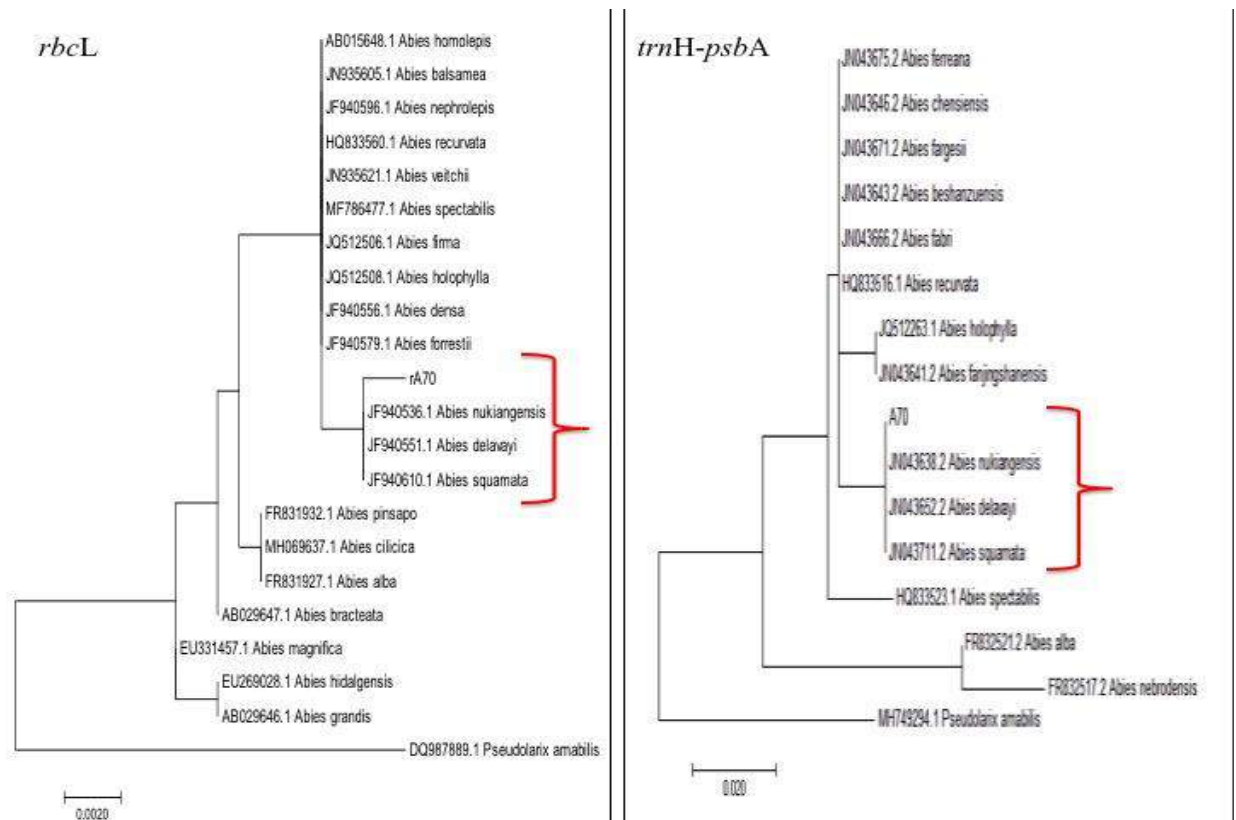 rbcL
AB015648.1 Abies homolepis
JN935605.1 Abies balsamea
JF940596.1 Abies nephrolepis
HQ833560.1 Abies recurvata
JN935621.1 Abies veitchii
MF786477.1 Abies spectabilis
JQ512506.1 Abies firma
JQ512508.1 Abies holophylla
JF940556.1 Abies densa
JF940579.1 Abies forrestii
rA70
JF940536.1 Abies nukiangensis
JF940551.1 Abies delavayi
JF940610.1 Abies squamata
FR831932.1 Abies pinsapo
MH069637.1 Abies cilicica
FR831927.1 Abies alba
AB029647.1 Abies bracteata
EU331457.1 Abies magnifica
EU269028.1 Abies hidalgensis
AB029646.1 Abies grandis
DQ987889.1 Pseudolarix amabilis
0.0020
trnH-psbA
JN043675.2 Abies ferreana
JN043646.2 Abies chensiensis
JN043671.2 Abies fargesii
JN043643.2 Abies beshanzuensis
JN043666.2 Abies fabri
HQ833516.1 Abies recurvata
JQ512263.1 Abies holophylla
JN043641.2 Abies fanjingshanensis
A70
JN043638.2 Abies nukiangensis
JN043652.2 Abies delavayi
JN043711.2 Abies squamata
HQ833523.1 Abies spectabilis
FR832521.2 Abies alba
FR832517.2 Abies nebrodensis
MH749294.1 Pseudolarix amabilis
0.020